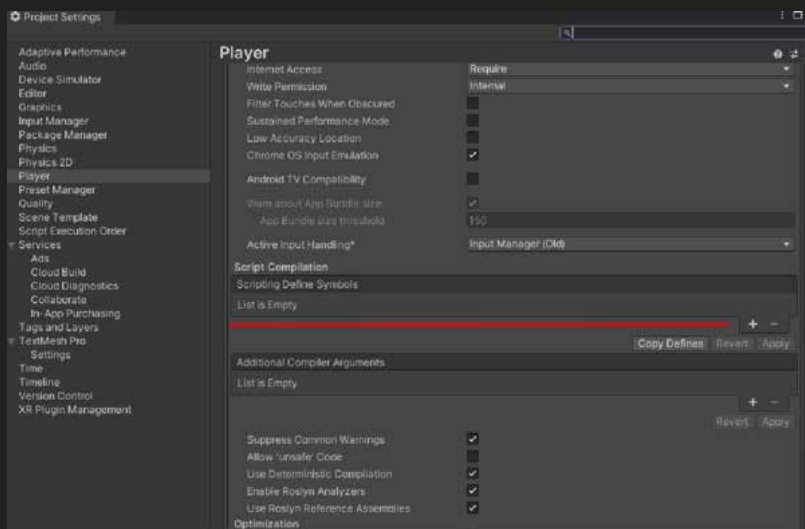 Project Settings
Adaptive Performance
Audio
Device Simulator
Editor
Graphics
Input Manager
Package Manager
Physics
Physics 2D
Player
Preset Manager
Quality
Scene Template
Script Execution Order
Services
Ads
Cloud Build
Cloud Diagnostics
Collaborate
In-App Purchasing
Tags and Layers
TextMesh Pro
Settings
Time
Timeline
Version Control
XR Plugin Management
Player
Internet Access Require
Write Permission Internal
Filter Touches When Obscured
Sustained Performance Mode
Low Accuracy Location
Chrome OS Input Emulation
Android TV Compatibility
Warn about App Bundle size
App Bundle size threshold 150
Active Input Handling* Input Manager (Old)
Script Compilation
Scripting Define Symbols
List is Empty
+ −
Copy Defines Revert Apply
Additional Compiler Arguments
List is Empty
+ −
Revert Apply
Suppress Common Warnings
Allow 'unsafe' Code
Use Deterministic Compilation
Enable Roslyn Analyzers
Use Roslyn Reference Assemblies
Optimization